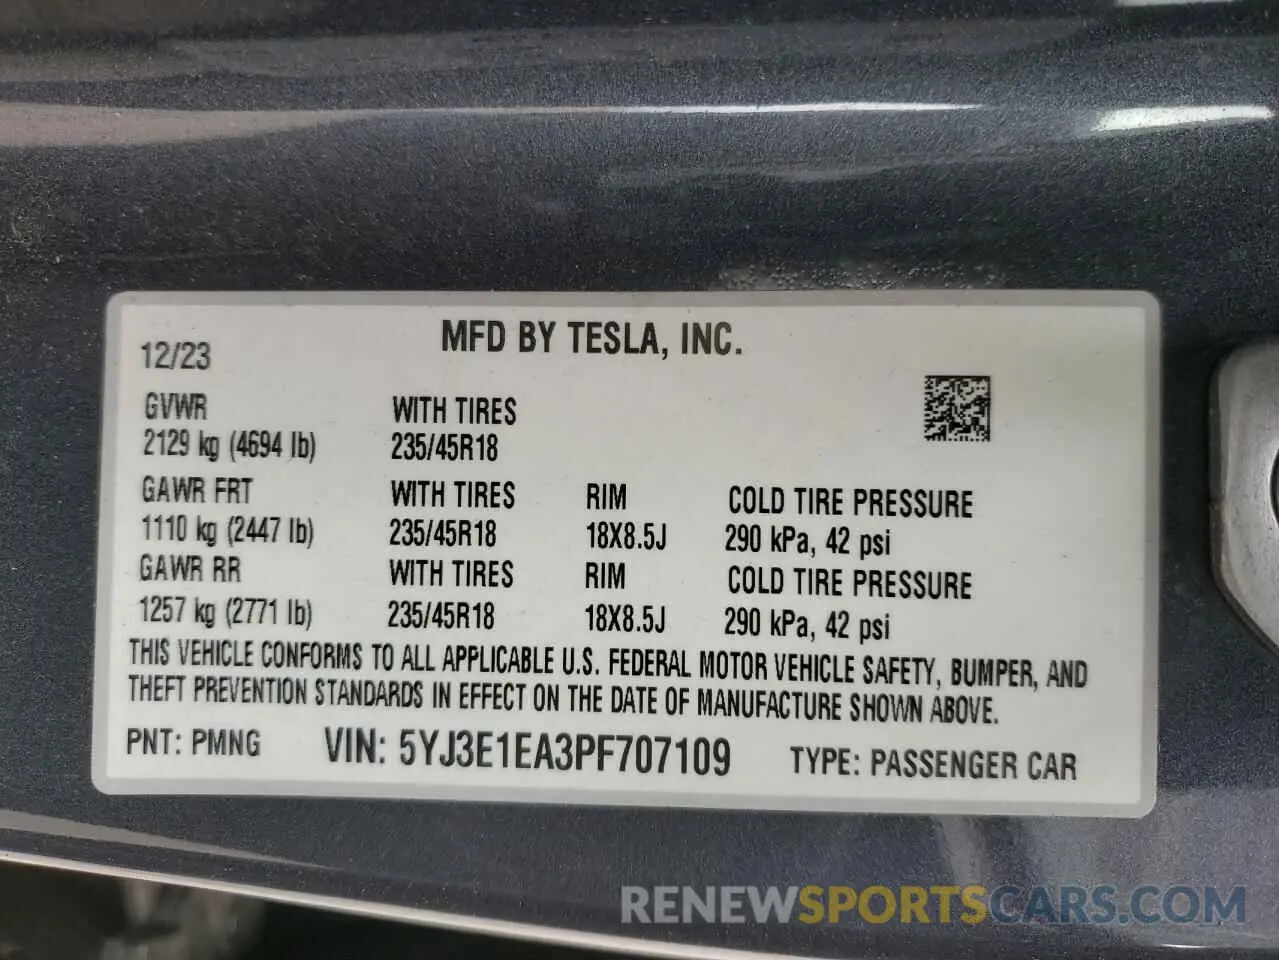 MFD BY TESLA, INC.
12/23
GVWR WITH TIRES
2129 kg (4694 lb) 235/45R18
GAWR FRT WITH TIRES RIM COLD TIRE PRESSURE
1110 kg (2447 lb) 235/45R18 18X8.5J 290 kPa, 42 psi
GAWR RR WITH TIRES RIM COLD TIRE PRESSURE
1257 kg (2771 lb) 235/45R18 18X8.5J 290 kPa, 42 psi
THIS VEHICLE CONFORMS TO ALL APPLICABLE U.S. FEDERAL MOTOR VEHICLE SAFETY, BUMPER, AND
THEFT PREVENTION STANDARDS IN EFFECT ON THE DATE OF MANUFACTURE SHOWN ABOVE.
PNT: PMNG VIN: 5YJ3E1EA3PF707109 TYPE: PASSENGER CAR
RENEWSPORTSCARS.COM